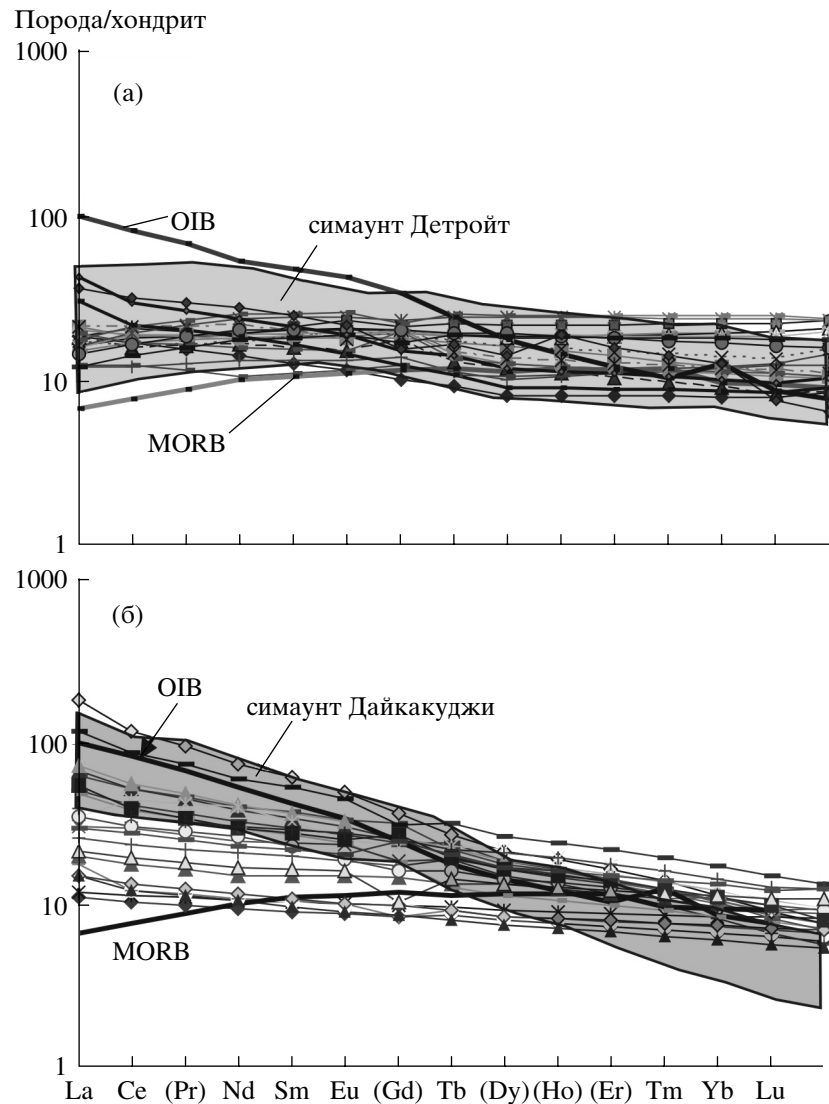 Порода/хондрит
1000
(а)
100
OIB
симаунт Детройт
10
MORB
1
1000
(б)
OIB
симаунт Дайкакуджи
100
10
MORB
1
La Ce (Pr) Nd Sm Eu (Gd) Tb (Dy) (Ho) (Er) Tm Yb Lu